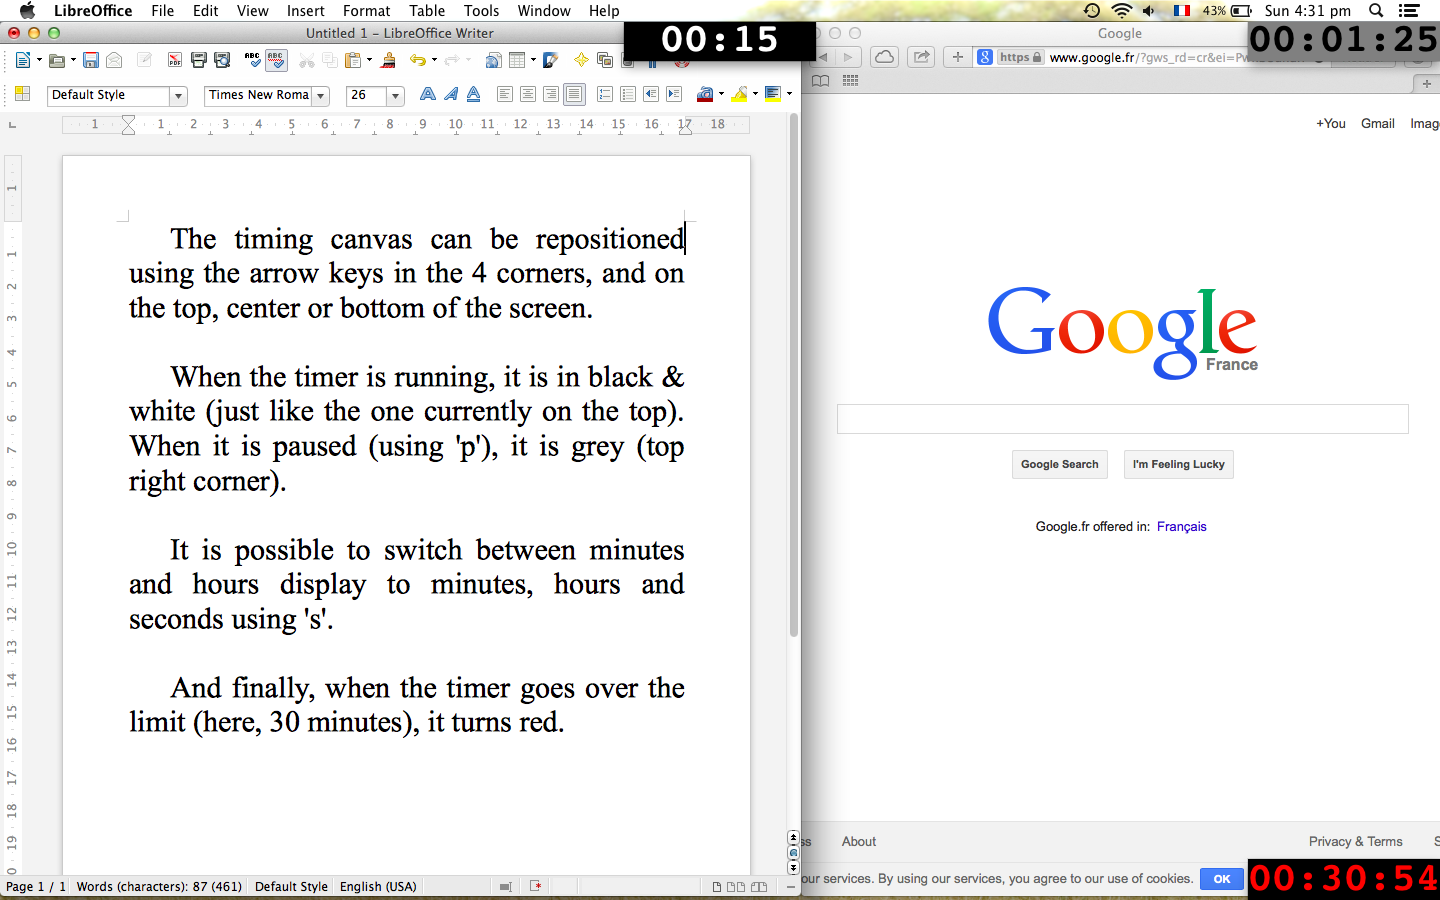 LibreOffice File Edit View Insert Format Table Tools Window Help 43% Sun 4:31 pm
Untitled 1 – LibreOffice Writer
00:15
Google
00:01:25
https www.google.fr/?gws_rd=cr&ei=
Default Style Times New Roma 26
1 1 2 3 4 5 6 7 8 9 10 11 12 13 14 15 16 17 18
+You Gmail Imag
The timing canvas can be repositioned
using the arrow keys in the 4 corners, and on
the top, center or bottom of the screen.
When the timer is running, it is in black &
white (just like the one currently on the top).
When it is paused (using 'p'), it is grey (top
right corner).
It is possible to switch between minutes
and hours display to minutes, hours and
seconds using 's'.
And finally, when the timer goes over the
limit (here, 30 minutes), it turns red.
Google
France
Google Search I'm Feeling Lucky
Google.fr offered in: Français
ss About Privacy & Terms S
our services. By using our services, you agree to our use of cookies. OK
00:30:54
Page 1 / 1 Words (characters): 87 (461) Default Style English (USA)